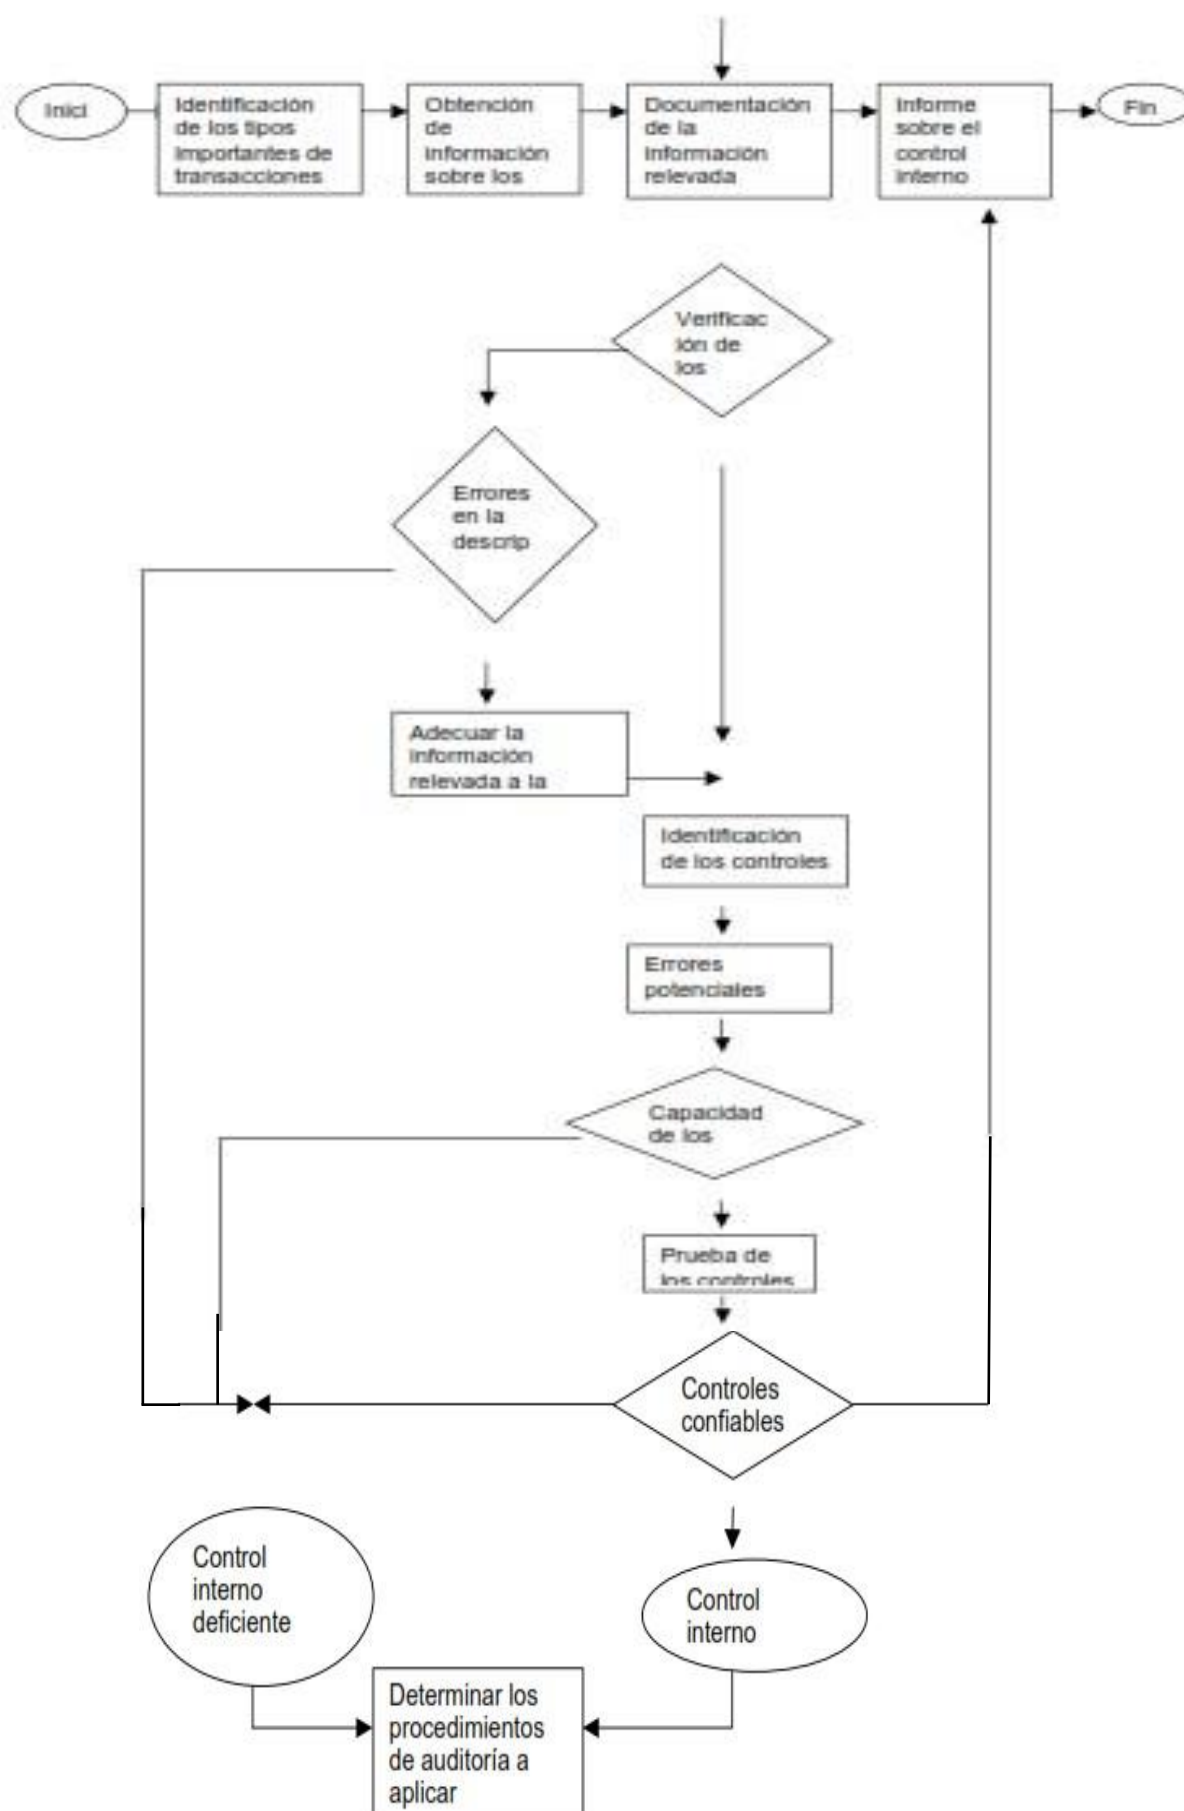 Inici
Identificación
de los tipos
importantes de
transacciones
Obtención
de
información
sobre los
Documentación
de la
información
relevada
Informe
sobre el
control
interno
Fin
Verificac
ión de
los
Errores
en la
descrip
Adecuar la
información
relevada a la
Identificación
de los controles
Errores
potenciales
Capacidad
de los
Prueba de
los controles
Controles
confiables
Control
interno
deficiente
Control
interno
Determinar los
procedimientos
de auditoría a
aplicar